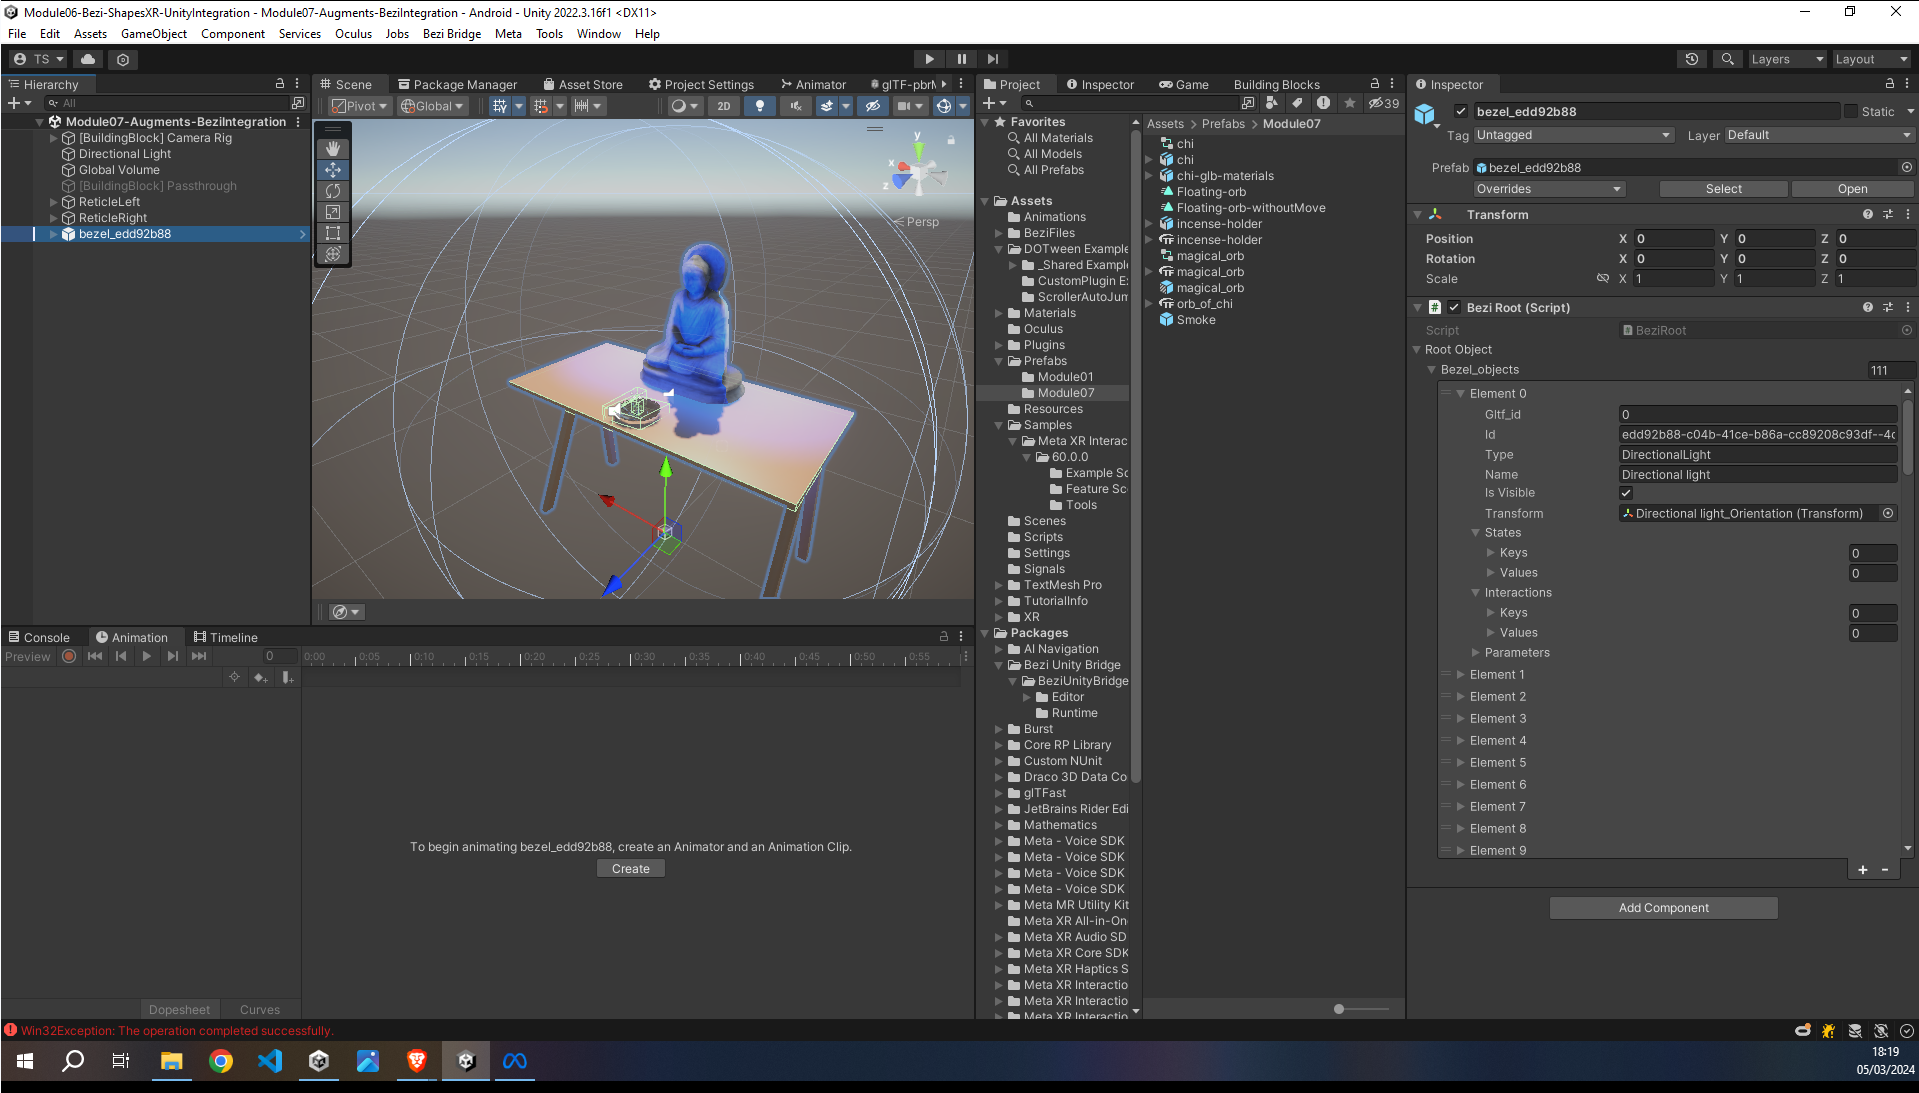 Module06-Bezi-ShapesXR-UnityIntegration - Module07-Augments-BeziIntegration - Android - Unity 2022.3.16f1 <DX11>
File Edit Assets GameObject Component Services Oculus Jobs Bezi Bridge Meta Tools Window Help
TS
Layers
Layout
Hierarchy
All
Module07-Augments-BeziIntegration
[BuildingBlock] Camera Rig
Directional Light
Global Volume
[BuildingBlock] Passthrough
ReticleLeft
ReticleRight
bezel_edd92b88
Scene
Package Manager
Asset Store
Project Settings
Animator
glTF-pbrM
Pivot
Global
2D
y
x
z
Persp
Console
Animation
Timeline
Preview
0
0:00 0:05 0:10 0:15 0:20 0:25 0:30 0:35 0:40 0:45 0:50 0:55
To begin animating bezel_edd92b88, create an Animator and an Animation Clip.
Create
Dopesheet
Curves
Project
Inspector
Game
Building Blocks
39
Favorites
All Materials
All Models
All Prefabs
Assets
Animations
BeziFiles
DOTween Example
_Shared Exampl
CustomPlugin E
ScrollerAutoJum
Materials
Oculus
Plugins
Prefabs
Module01
Module07
Resources
Samples
Meta XR Interac
60.0.0
Example Sc
Feature Sc
Tools
Scenes
Scripts
Settings
Signals
TextMesh Pro
TutorialInfo
XR
Packages
AI Navigation
Bezi Unity Bridge
BeziUnityBridge
Editor
Runtime
Burst
Core RP Library
Custom NUnit
Draco 3D Data Co
glTFast
JetBrains Rider Edi
Mathematics
Meta - Voice SDK
Meta - Voice SDK
Meta - Voice SDK
Meta - Voice SDK
Meta MR Utility Kit
Meta XR All-in-On
Meta XR Audio SD
Meta XR Core SDK
Meta XR Haptics S
Meta XR Interactio
Meta XR Interactio
Meta XR Interactio
Assets > Prefabs > Module07
chi
chi
chi-glb-materials
Floating-orb
Floating-orb-withoutMove
incense-holder
incense-holder
magical_orb
magical_orb
magical_orb
orb_of_chi
Smoke
Inspector
bezel_edd92b88
Static
Tag Untagged
Layer Default
Prefab bezel_edd92b88
Overrides
Select
Open
Transform
Position X 0 Y 0 Z 0
Rotation X 0 Y 0 Z 0
Scale X 1 Y 1 Z 1
Bezi Root (Script)
Script BeziRoot
Root Object
Bezel_objects 111
Element 0
Gltf_id 0
Id edd92b88-c04b-41ce-b86a-cc89208c93df--4c
Type DirectionalLight
Name Directional light
Is Visible
Transform Directional light_Orientation (Transform)
States
Keys 0
Values 0
Interactions
Keys 0
Values 0
Parameters
Element 1
Element 2
Element 3
Element 4
Element 5
Element 6
Element 7
Element 8
Element 9
Add Component
Win32Exception: The operation completed successfully.
18:19
05/03/2024